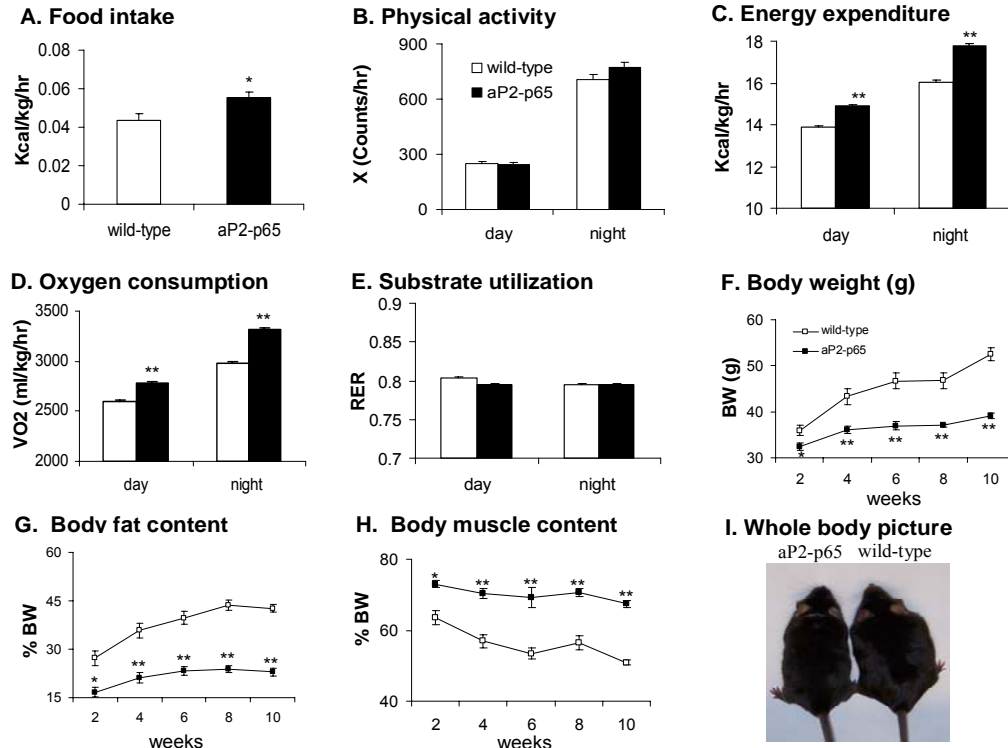 A. Food intake
Kcal/kg/hr
0.08
0.06
0.04
0.02
0
*
wild-type aP2-p65
B. Physical activity
X (Counts/hr)
900
600
300
0
wild-type
aP2-p65
day night
C. Energy expenditure
Kcal/kg/hr
18
16
14
12
10
**
**
day night
D. Oxygen consumption
VO2 (ml/kg/hr)
3500
3000
2500
2000
**
**
day night
E. Substrate utilization
RER
0.9
0.85
0.8
0.75
0.7
day night
F. Body weight (g)
BW (g)
60
50
40
30
wild-type
aP2-p65
* ** ** ** **
2 4 6 8 10
weeks
G. Body fat content
% BW
60
45
30
15
* ** ** ** **
2 4 6 8 10
weeks
H. Body muscle content
% BW
80
60
40
* ** ** ** **
2 4 6 8 10
weeks
I. Whole body picture
aP2-p65 wild-type